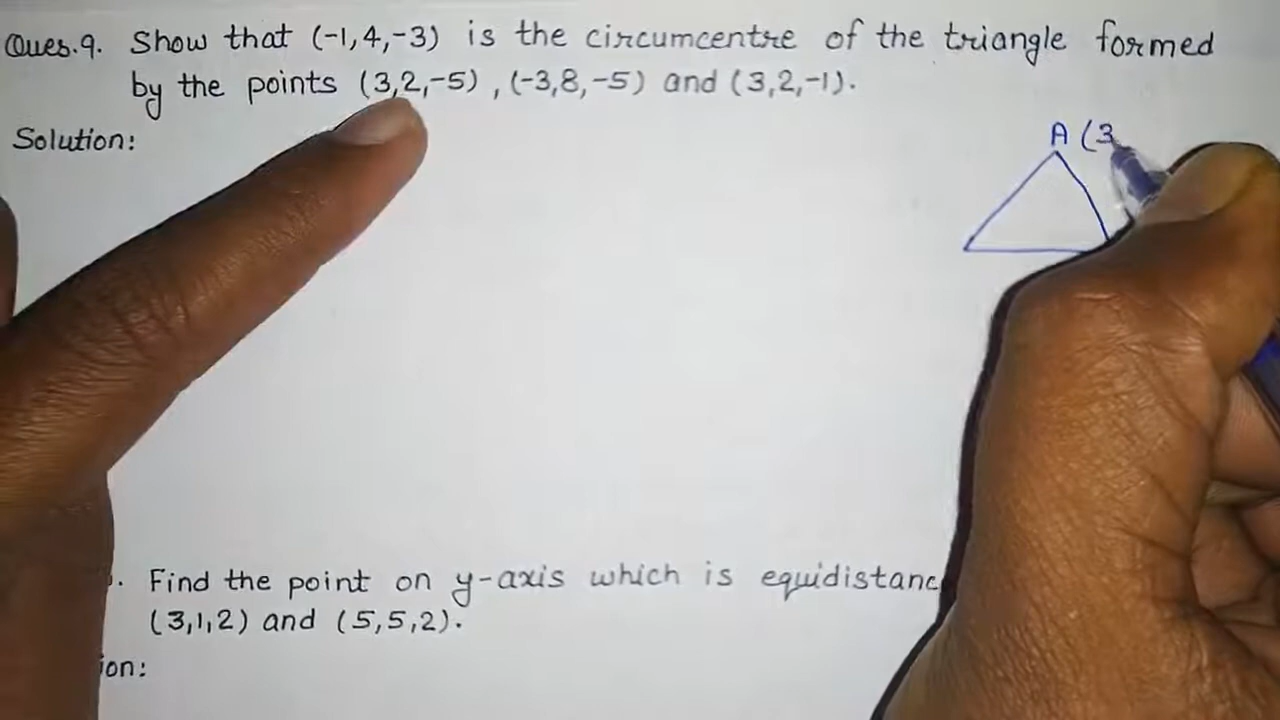 Ques.9. Show that (-1,4,-3) is the circumcentre of the triangle formed
by the points (3,2,-5), (-3,8,-5) and (3,2,-1).
Solution:
A (3
. Find the point on y-axis which is
(3,1,2) and (5,5,2).